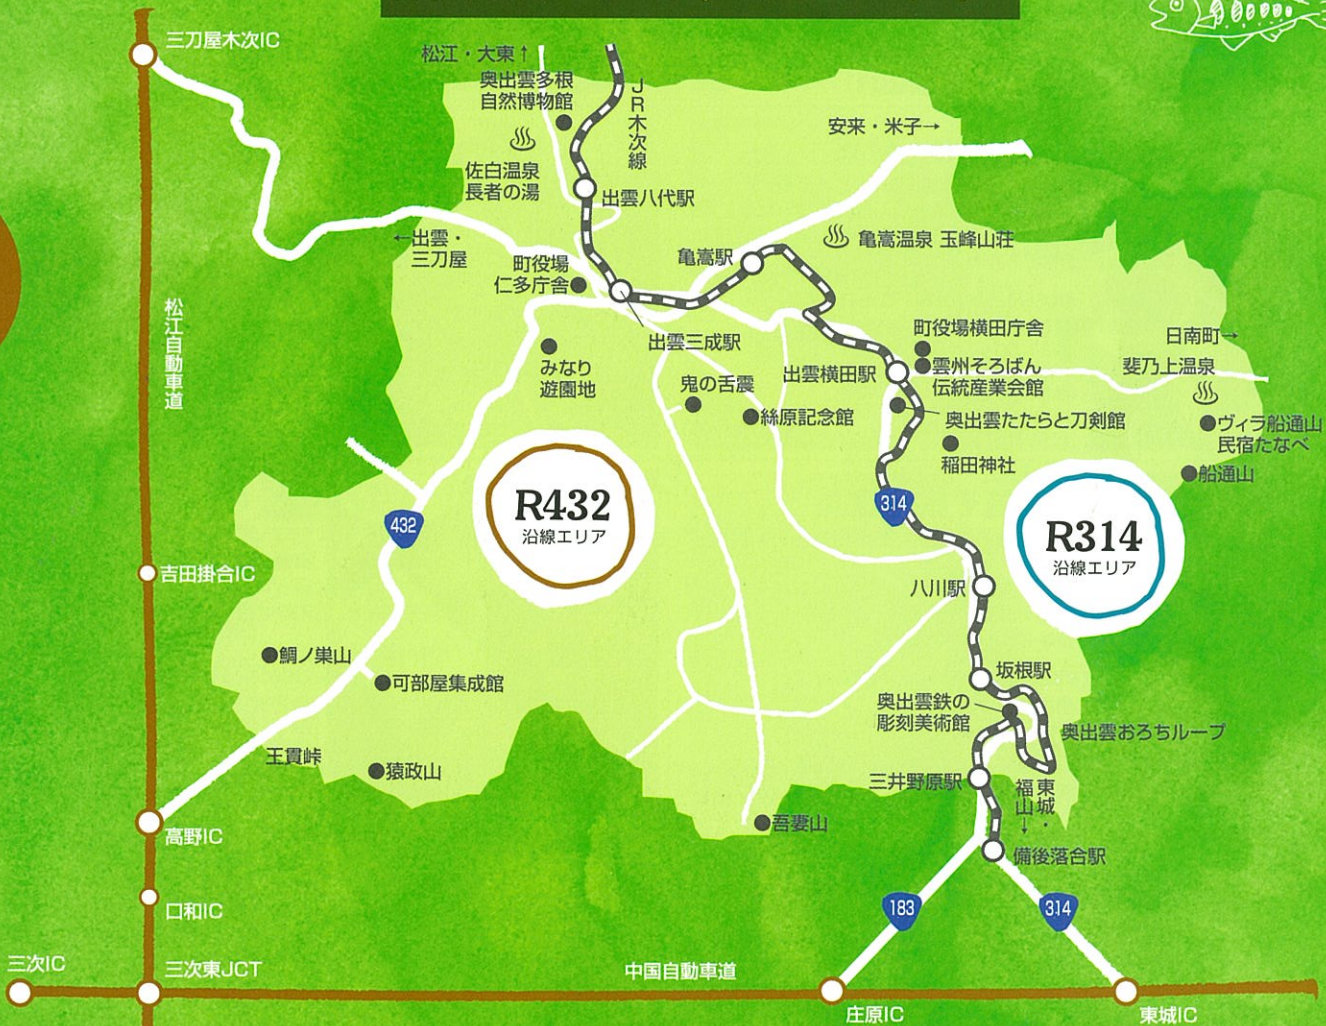 三刀屋木次IC
松江・大東↑
奥出雲多根
自然博物館
JR木次線
安来・米子→
佐白温泉
長者の湯
出雲八代駅
←出雲・
三刀屋
町役場
仁多庁舎
亀嵩駅
亀嵩温泉 玉峰山荘
松江自動車道
出雲三成駅
みなり
遊園地
鬼の舌震
絲原記念館
出雲横田駅
町役場横田庁舎
雲州そろばん
伝統産業会館
日南町→
斐乃上温泉
奥出雲たたらと刀剣館
稲田神社
ヴィラ船通山
民宿たなべ
船通山
432
R432
沿線エリア
314
R314
沿線エリア
吉田掛合IC
八川駅
鯛ノ巣山
可部屋集成館
坂根駅
奥出雲鉄の
彫刻美術館
奥出雲おろちループ
王貫峠
猿政山
三井野原駅
東城・
福山↓
吾妻山
高野IC
備後落合駅
口和IC
183
314
三次IC
三次東JCT
中国自動車道
庄原IC
東城IC